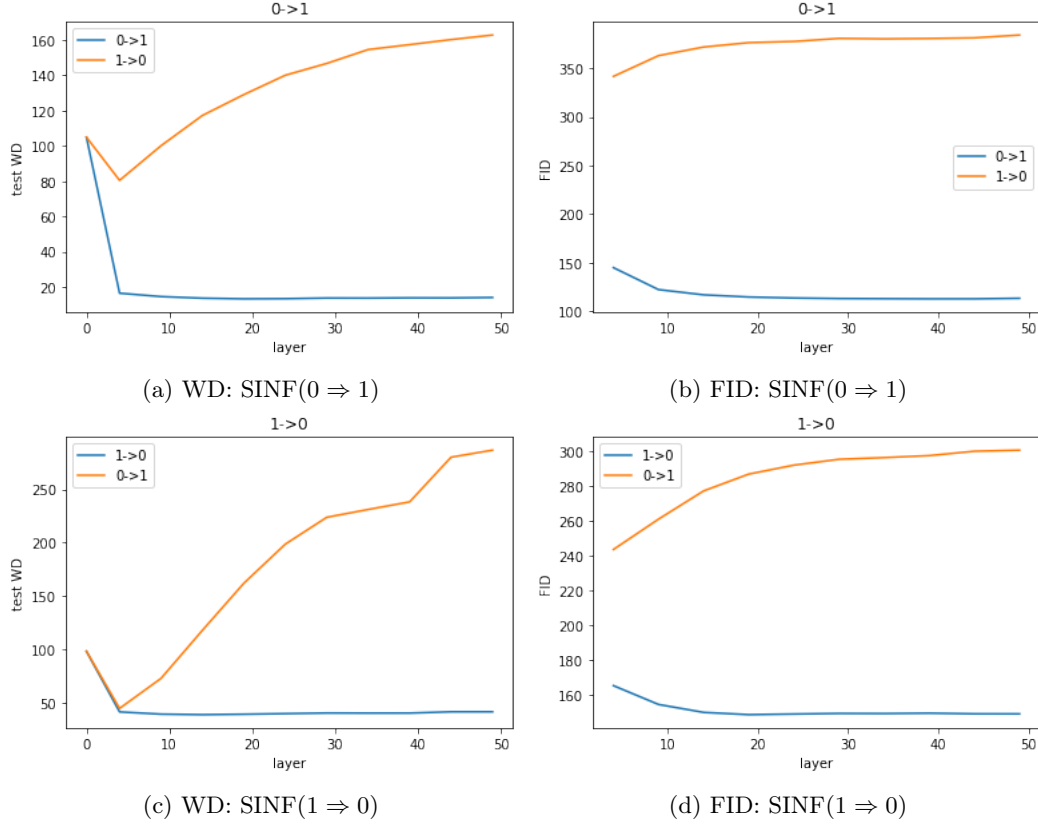 0->1
160
140
120
100
80
60
40
20
test WD
0->1
1->0
0 10 20 30 40 50
layer
(a) WD: SINF(0 ⇒ 1)
0->1
350
300
250
200
150
100
FID
0->1
1->0
10 20 30 40 50
layer
(b) FID: SINF(0 ⇒ 1)
1->0
250
200
150
100
50
test WD
1->0
0->1
0 10 20 30 40 50
layer
(c) WD: SINF(1 ⇒ 0)
1->0
300
280
260
240
220
200
180
160
FID
1->0
0->1
10 20 30 40 50
layer
(d) FID: SINF(1 ⇒ 0)